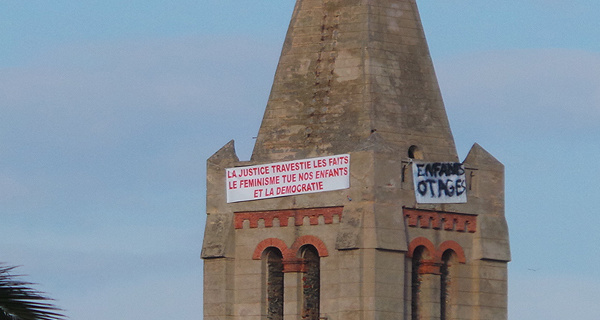 LA JUSTICE TRAVESTIE LES FAITS
LE FEMINISME TUE NOS ENFANTS
ET LA DEMOCRATIE
ENFANTS
OTAGES